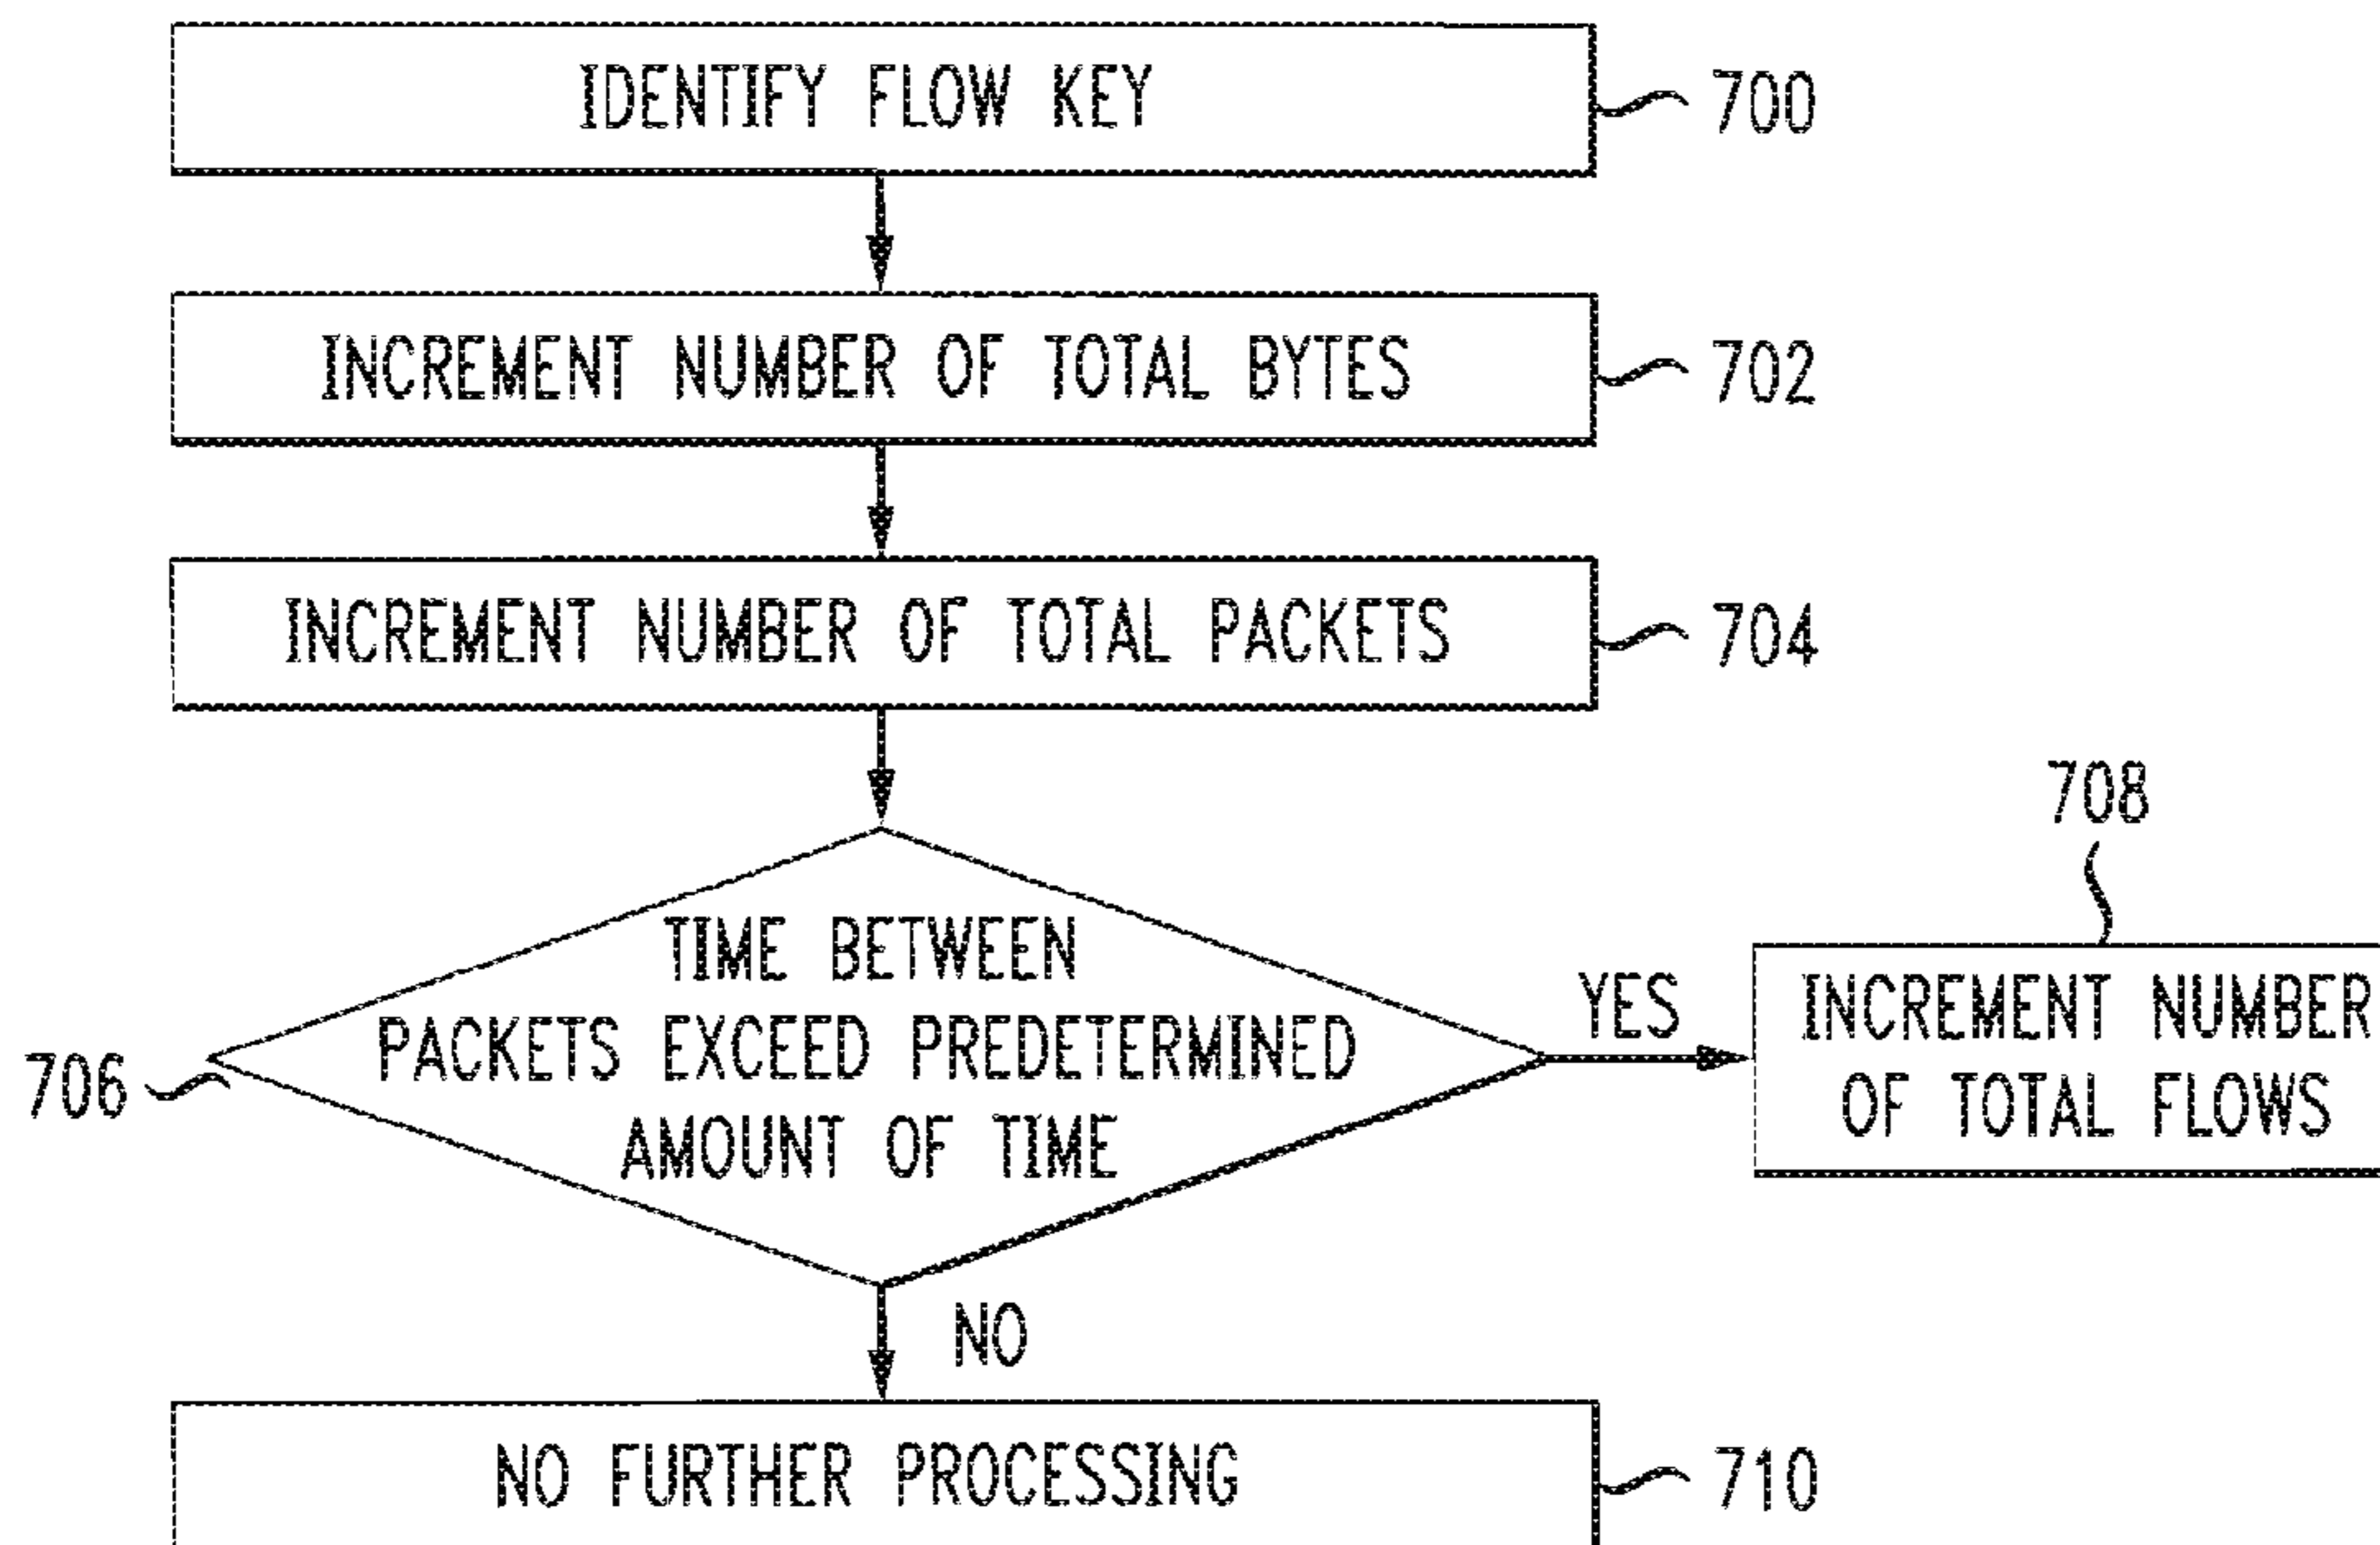 IDENTIFY FLOW KEY
700
INCREMENT NUMBER OF TOTAL BYTES
702
INCREMENT NUMBER OF TOTAL PACKETS
704
708
TIME BETWEEN
PACKETS EXCEED PREDETERMINED
AMOUNT OF TIME
706
YES
INCREMENT NUMBER
OF TOTAL FLOWS
NO
NO FURTHER PROCESSING
710